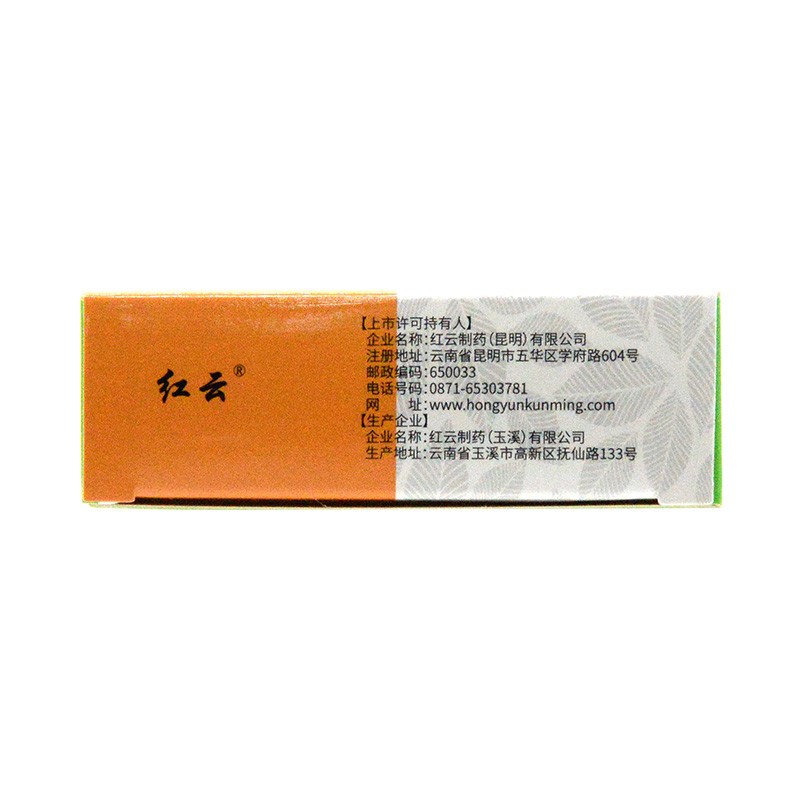 红云®
【上市许可持有人】
企业名称：红云制药（昆明）有限公司
注册地址：云南省昆明市五华区学府路604号
邮政编码：650033
电话号码：0871-65303781
网　　址：www.hongyunkunming.com
【生产企业】
企业名称：红云制药（玉溪）有限公司
生产地址：云南省玉溪市高新区抚仙路133号